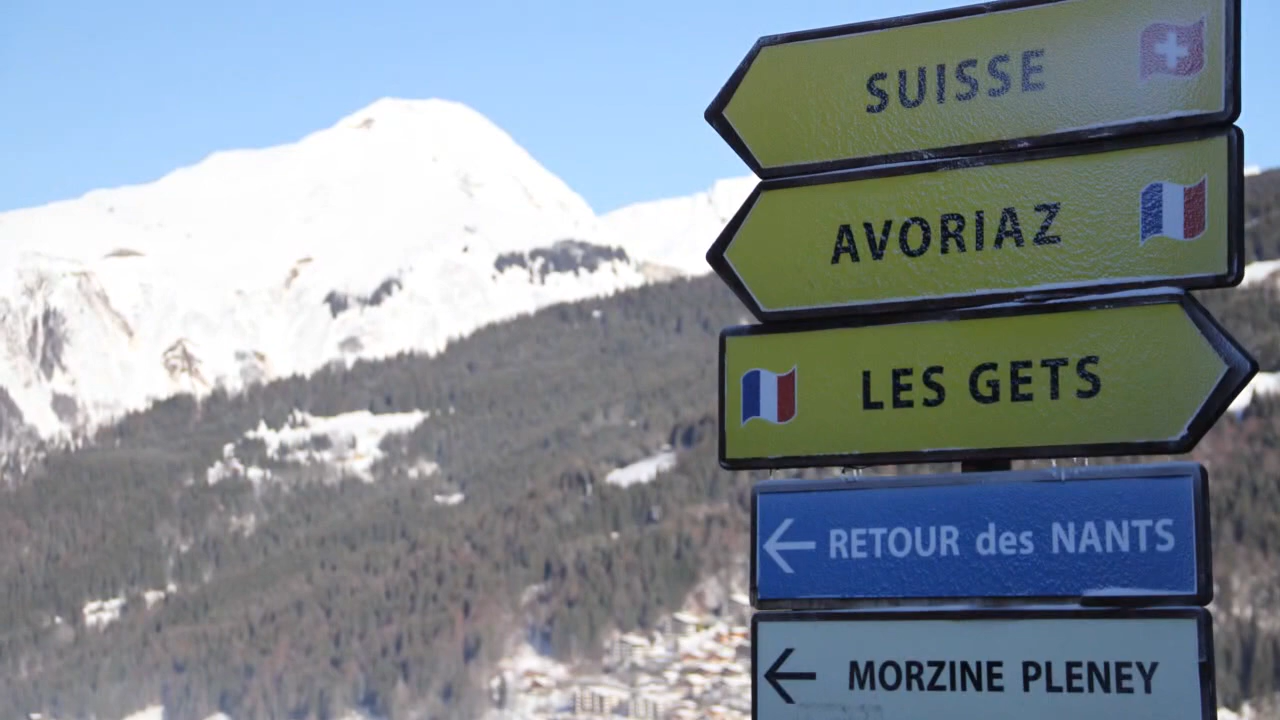 SUISSE
AVORIAZ
LES GETS
RETOUR des NANTS
MORZINE PLENEY